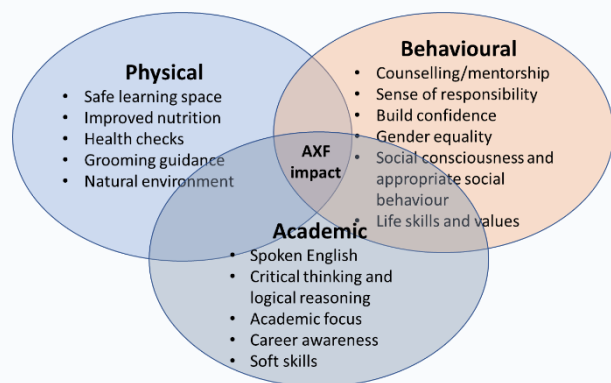 Physical
• Safe learning space
• Improved nutrition
• Health checks
• Grooming guidance
• Natural environment
Behavioural
• Counselling/mentorship
• Sense of responsibility
• Build confidence
• Gender equality
• Social consciousness and
appropriate social
behaviour
• Life skills and values
AXF
impact
Academic
• Spoken English
• Critical thinking and
logical reasoning
• Academic focus
• Career awareness
• Soft skills